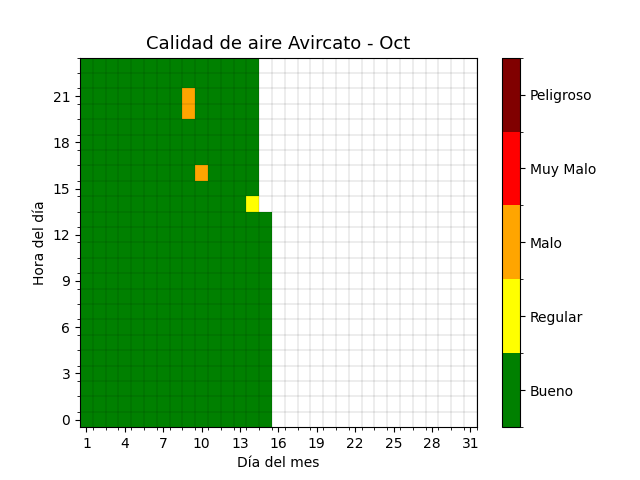 Calidad de aire Avircato - Oct
Hora del día
21
18
15
12
9
6
3
0
1 4 7 10 13 16 19 22 25 28 31
Día del mes
Peligroso
Muy Malo
Malo
Regular
Bueno